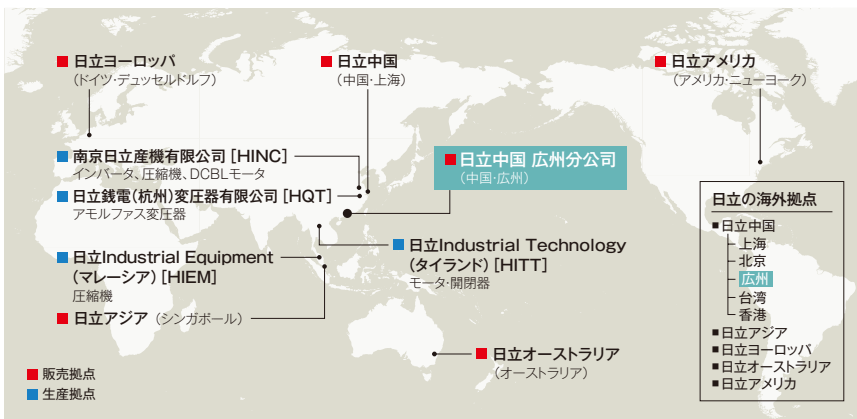 日立ヨーロッパ
（ドイツ・デュッセルドルフ）
日立中国
（中国・上海）
日立アメリカ
（アメリカ・ニューヨーク）
南京日立産機有限公司 [HINC]
インバータ、圧縮機、DCBLモータ
日立中国 広州分公司
（中国・広州）
日立銭電（杭州）変圧器有限公司 [HQT]
アモルファス変圧器
日立Industrial Equipment
（マレーシア）[HIEM]
圧縮機
日立Industrial Technology
（タイランド）[HITT]
モータ・開閉器
日立アジア（シンガポール）
日立オーストラリア
（オーストラリア）
販売拠点
生産拠点
日立の海外拠点
日立中国
上海
北京
広州
台湾
香港
日立アジア
日立ヨーロッパ
日立オーストラリア
日立アメリカ